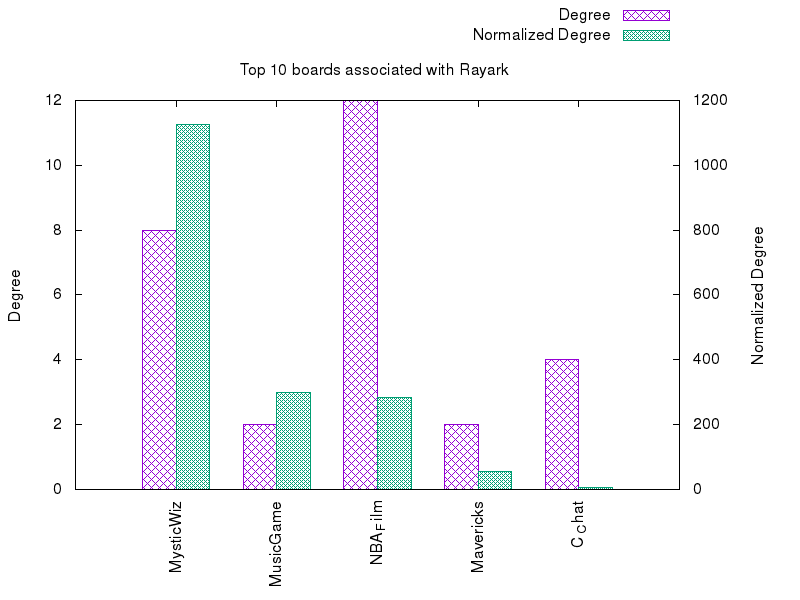 Degree
Normalized Degree
Top 10 boards associated with Rayark
12
10
8
6
4
2
0
1200
1000
800
600
400
200
0
Degree
Normalized Degree
MysticWiz
MusicGame
NBAFilm
Mavericks
CChat